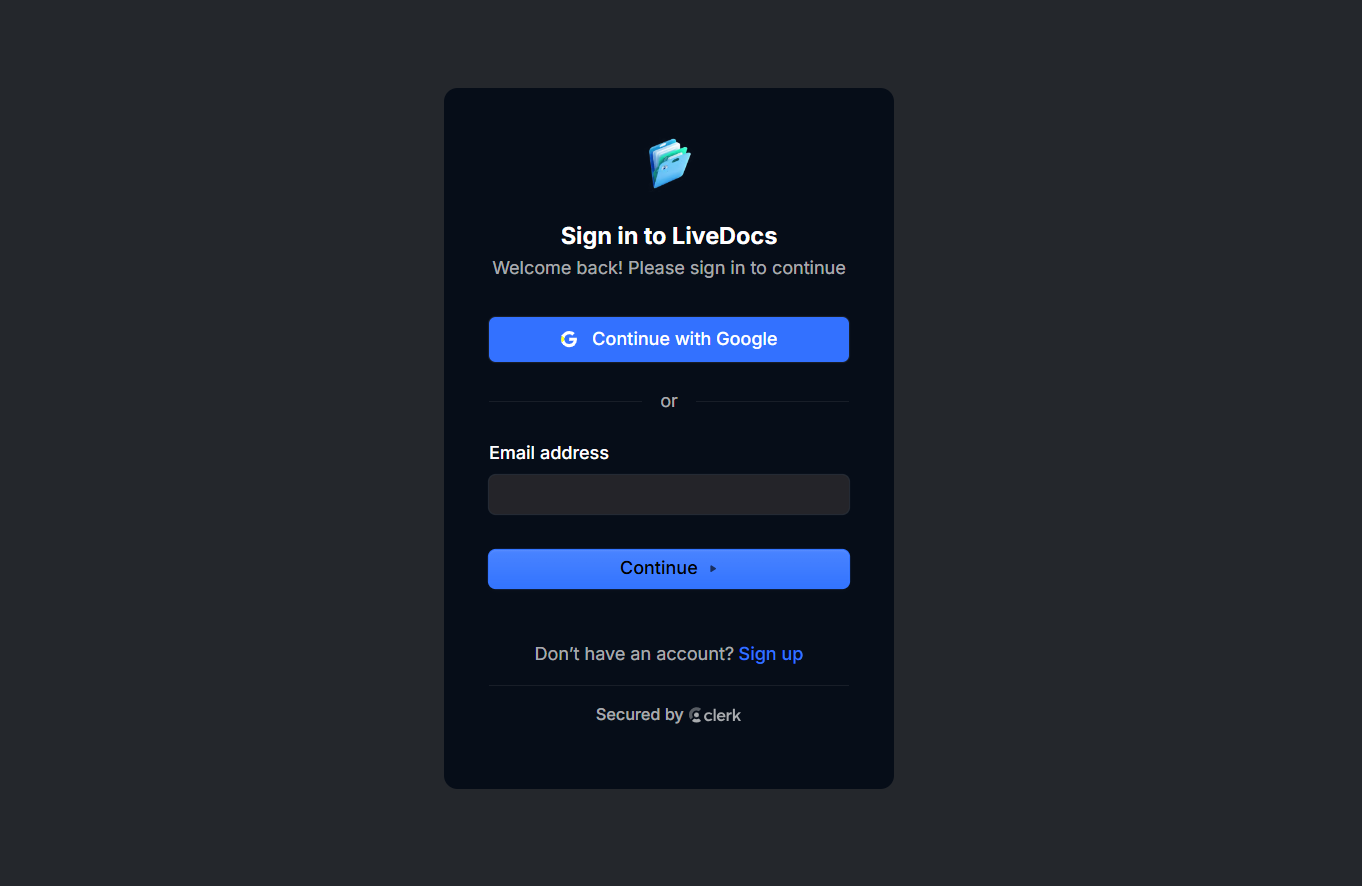 Sign in to LiveDocs
Welcome back! Please sign in to continue
Continue with Google
or
Email address
Continue
Don’t have an account? Sign up
Secured by clerk